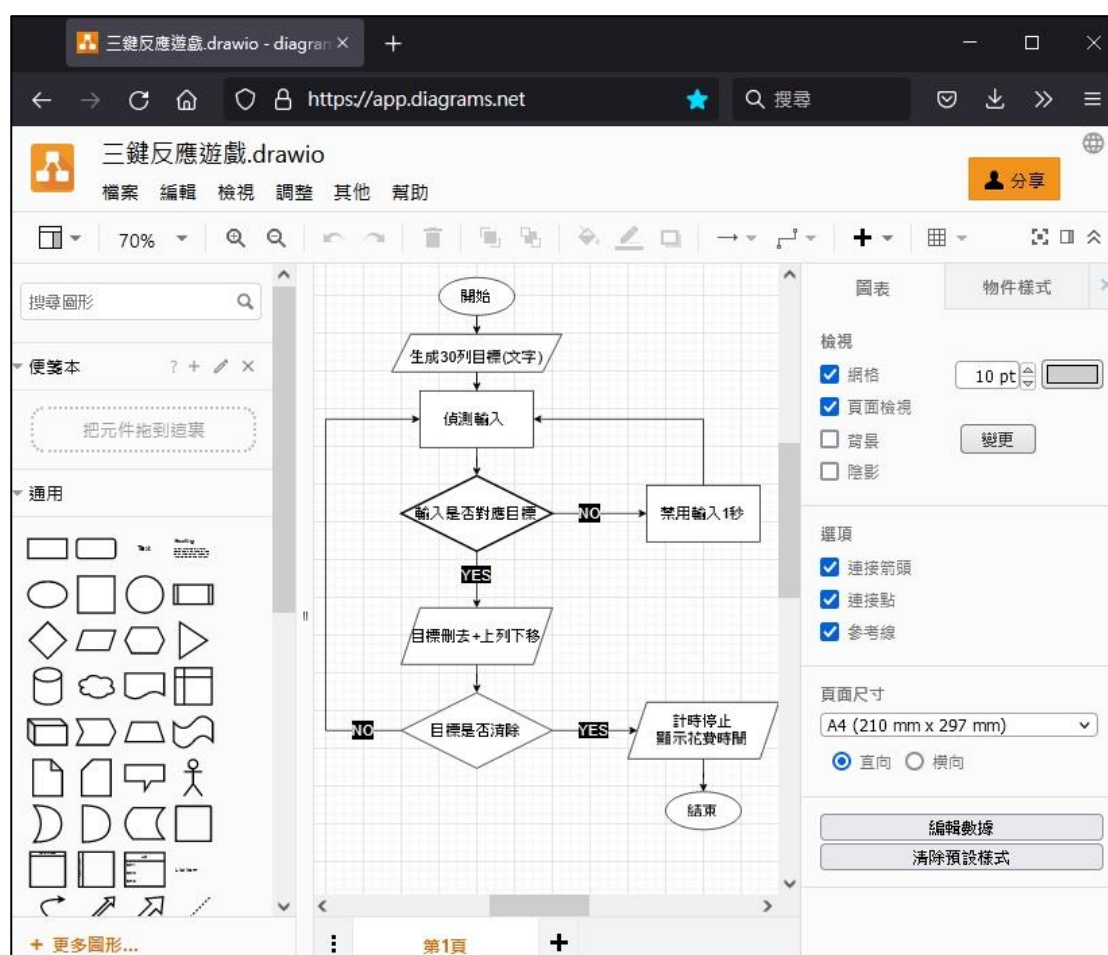 三鍵反應遊戲.drawio - diagran
https://app.diagrams.net
搜尋
三鍵反應遊戲.drawio
檔案 編輯 檢視 調整 其他 幫助
分享
70%
搜尋圖形
便箋本
把元件拖到這裏
通用
Text
Heading
更多圖形...
開始
生成30列目標(文字)
偵測輸入
輸入是否對應目標
NO
禁用輸入1秒
YES
目標刪去+上列下移
目標是否清除
NO
YES
計時停止
顯示花費時間
結束
第1頁
圖表 物件樣式
檢視
網格
10 pt
頁面檢視
背景
變更
陰影
選項
連接箭頭
連接點
參考線
頁面尺寸
A4 (210 mm x 297 mm)
直向 橫向
編輯數據
清除預設樣式